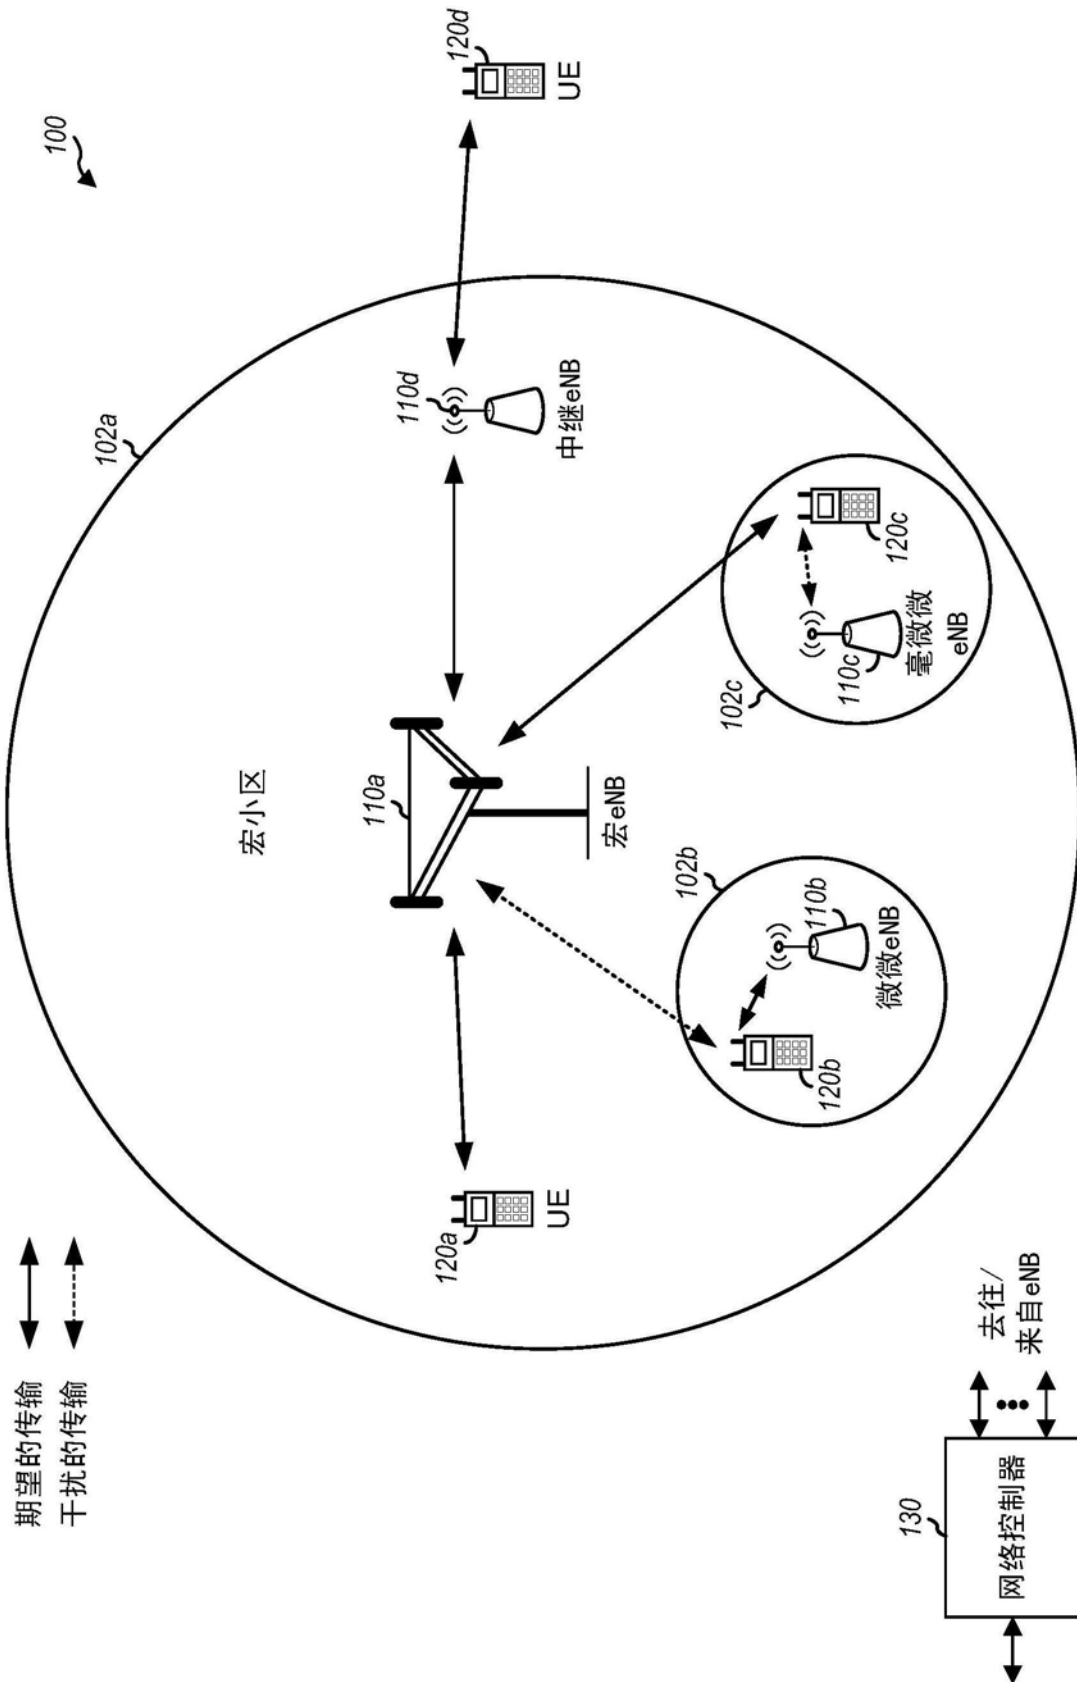 期望的传输
干扰的传输
100
102a
宏小区
110a
宏eNB
120a
UE
110d
中继eNB
120d
UE
102b
110b
微微eNB
120b
102c
110c
毫微微
eNB
120c
130
网络控制器
去往/
来自eNB